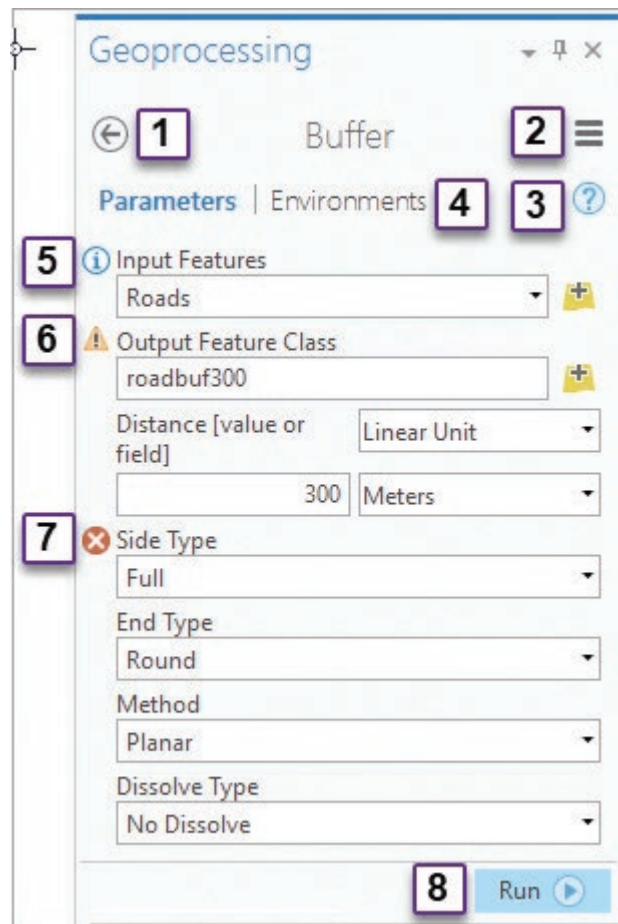 Geoprocessing
1 Buffer 2
Parameters | Environments 4 3 ?
5 i Input Features
Roads
6 ! Output Feature Class
roadbuf300
Distance [value or Linear Unit
field]
300 Meters
7 Side Type
Full
End Type
Round
Method
Planar
Dissolve Type
No Dissolve
8 Run